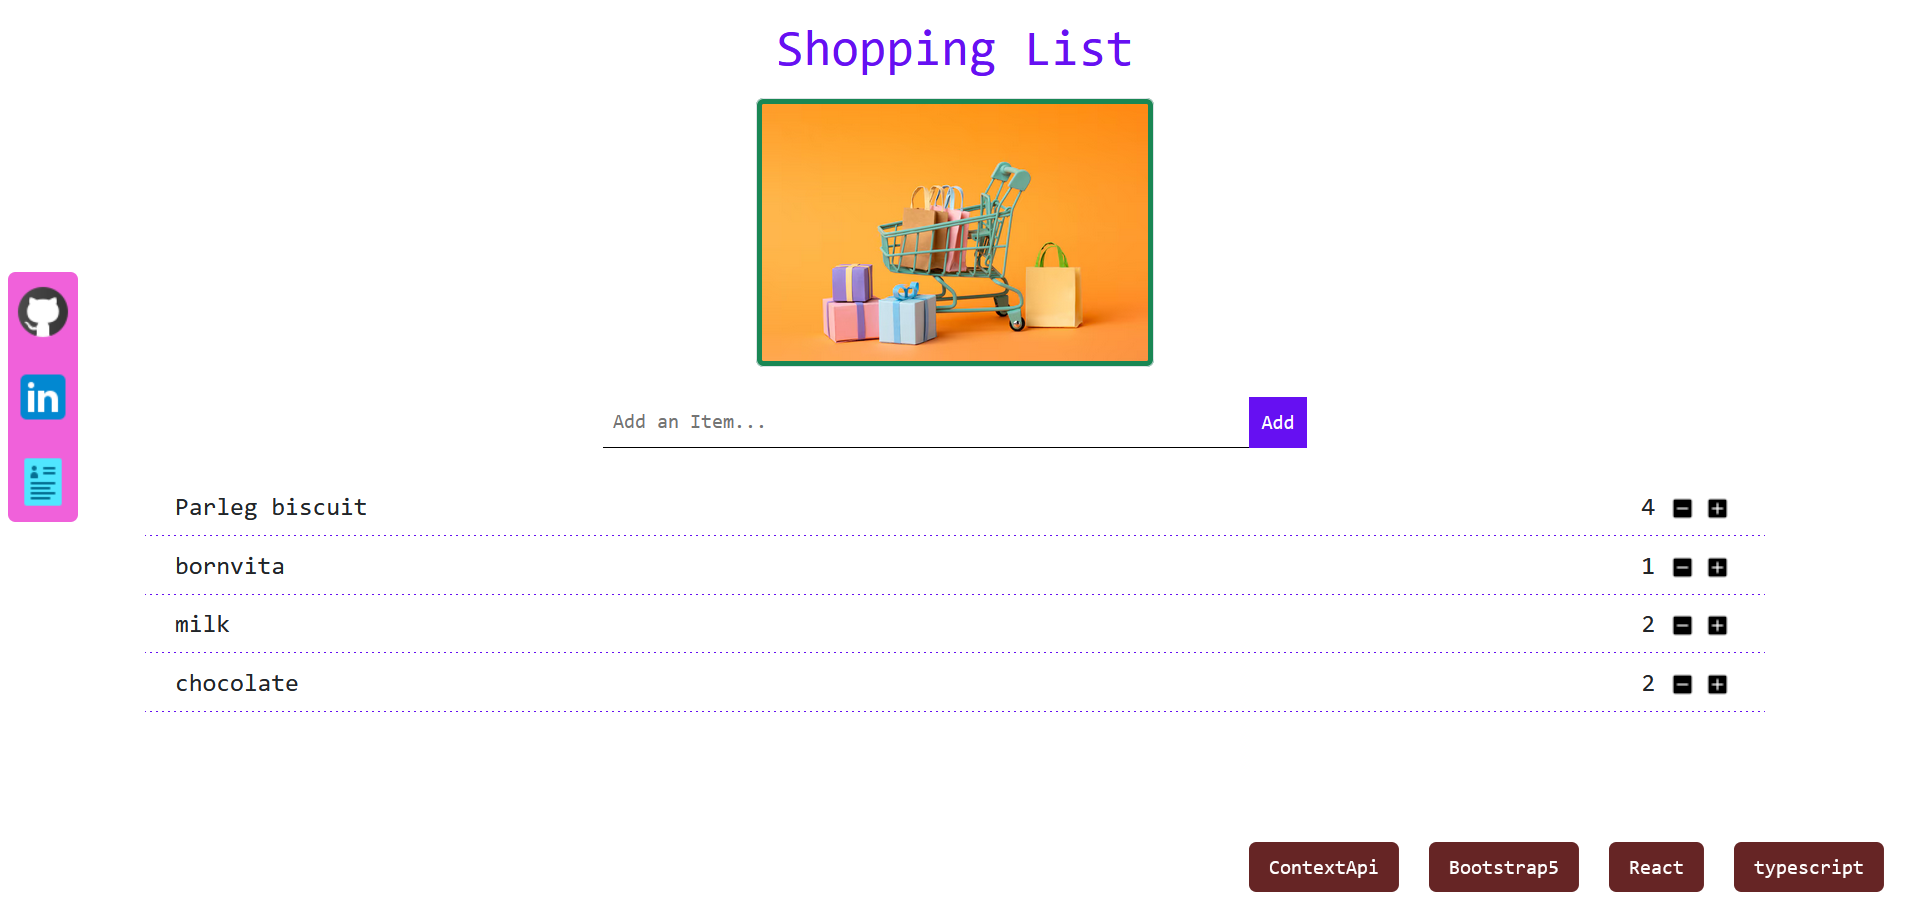 Shopping List
in
Add an Item... Add
Parleg biscuit 4
bornvita 1
milk 2
chocolate 2
ContextApi Bootstrap5 React typescript